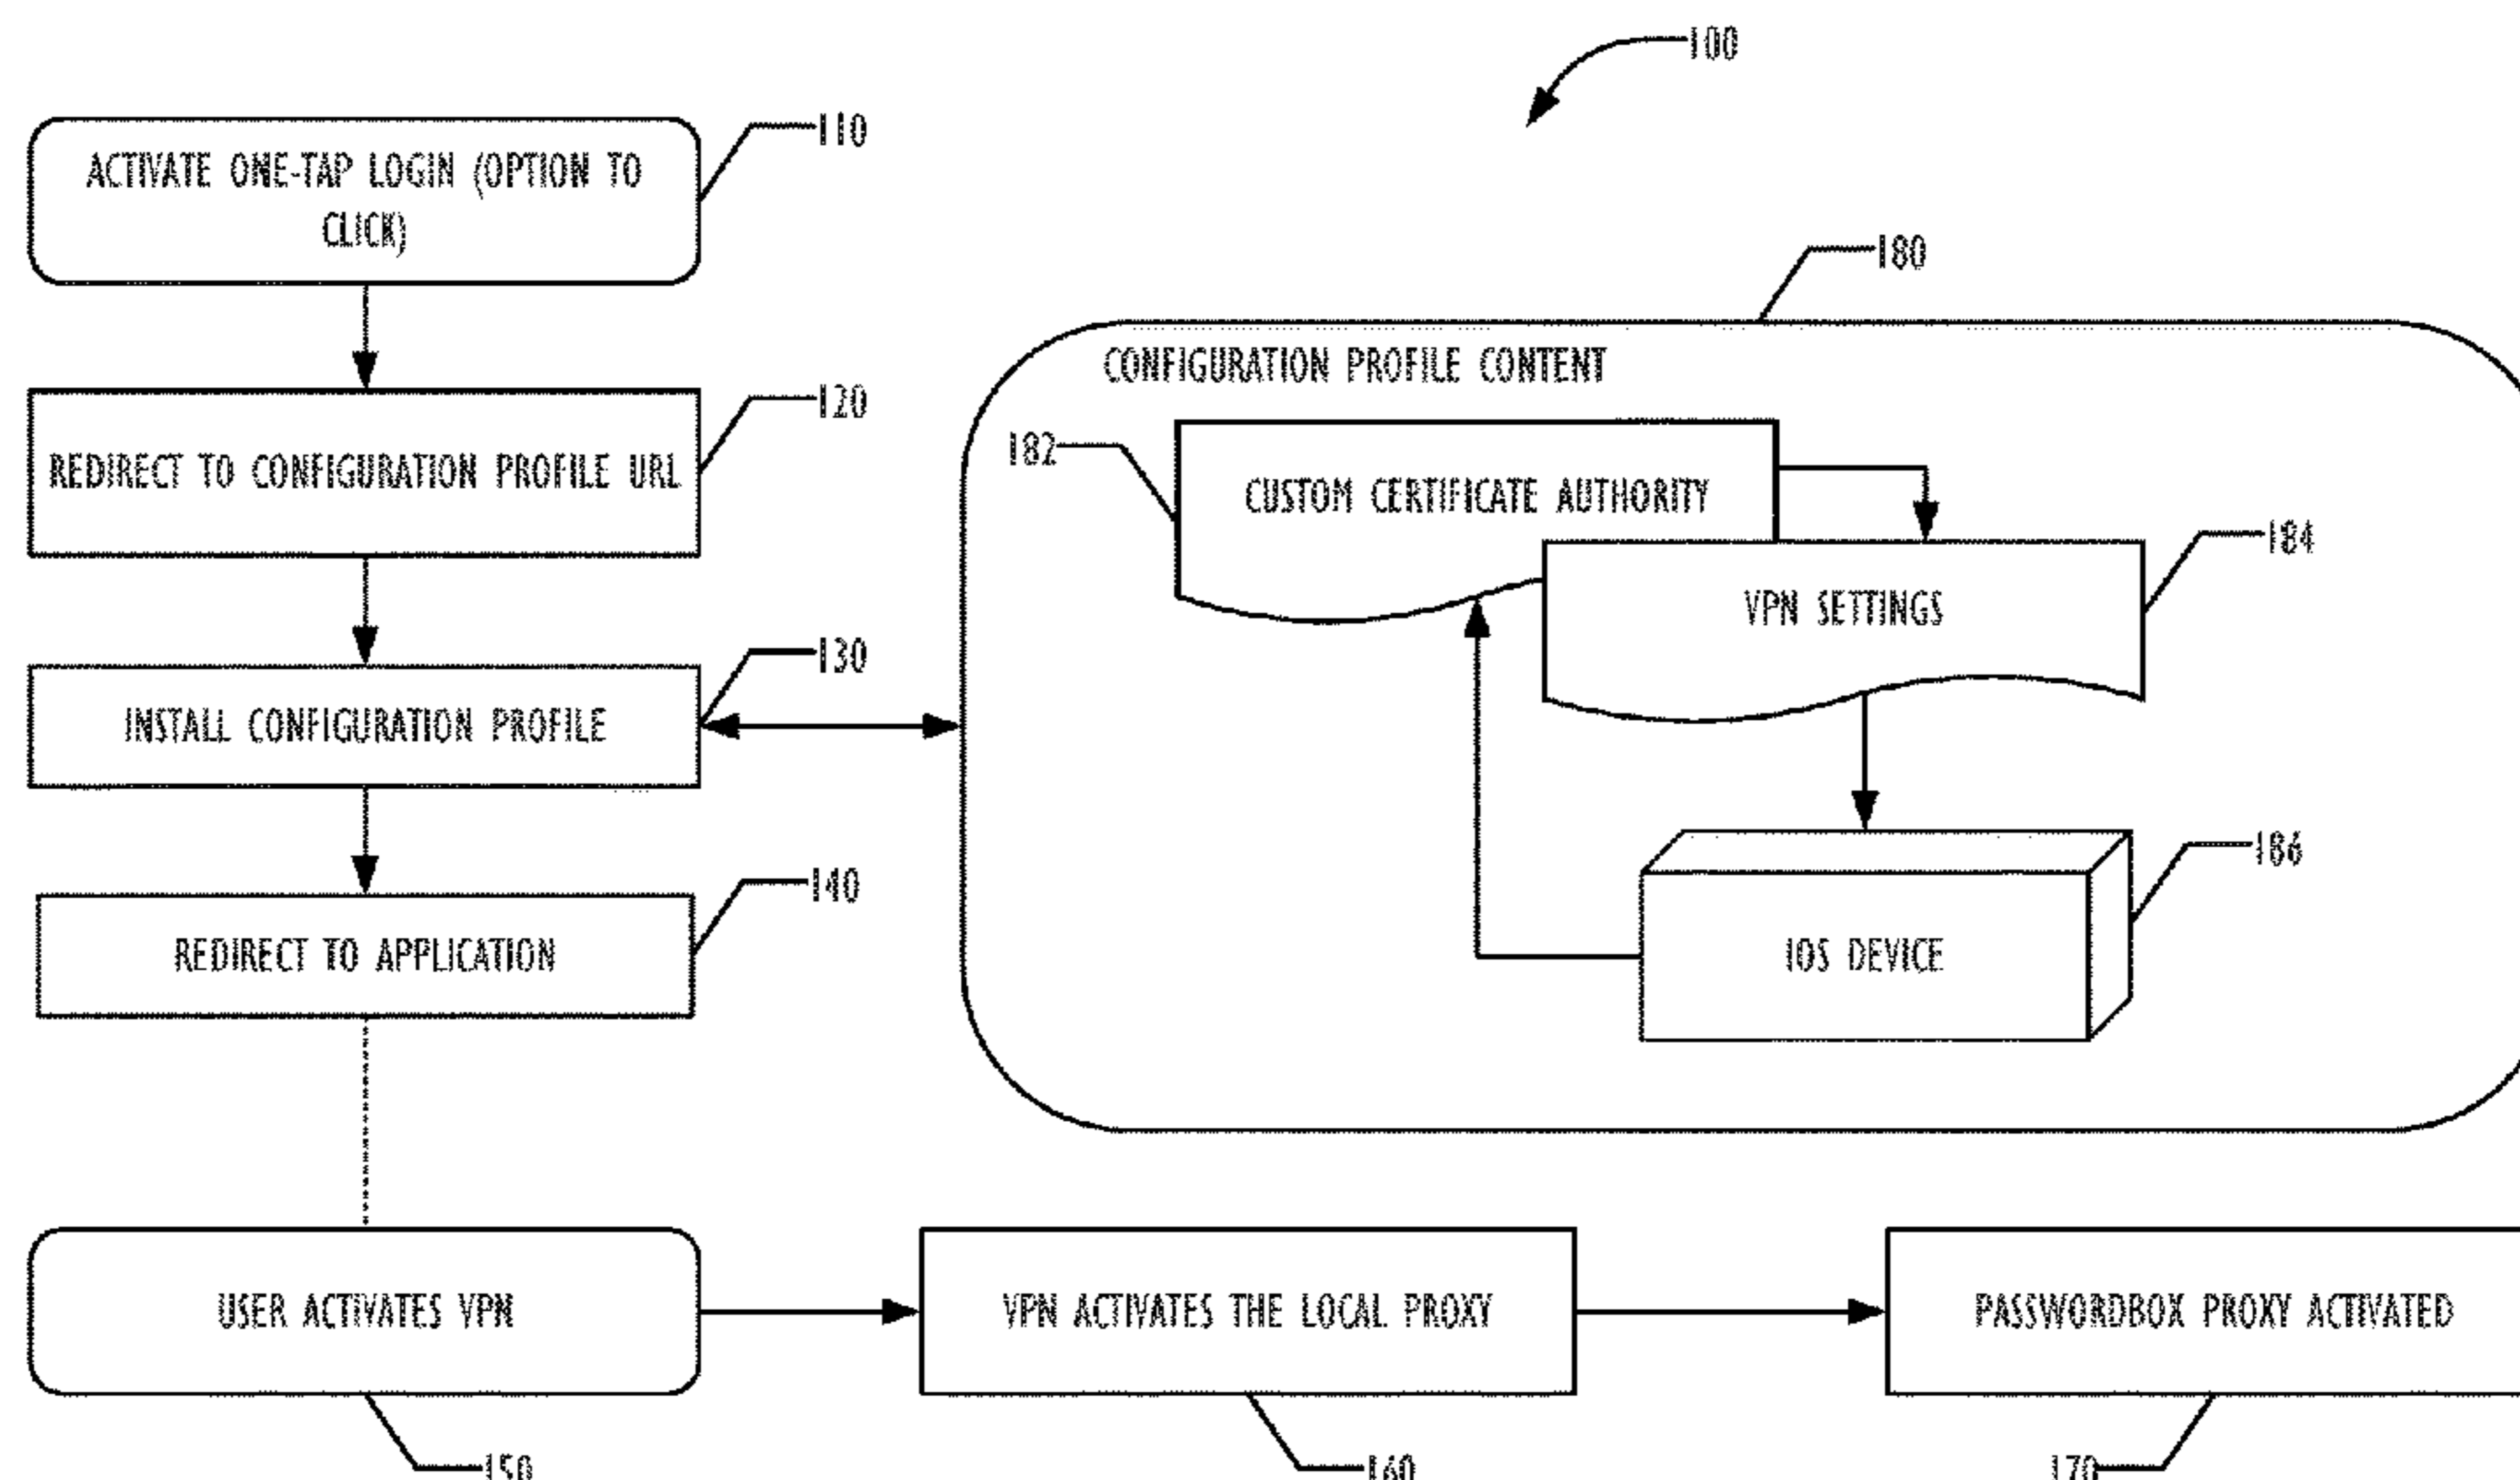 100
110
ACTIVATE ONE-TAP LOGIN (OPTION TO
CLICK)
120
REDIRECT TO CONFIGURATION PROFILE URL
130
INSTALL CONFIGURATION PROFILE
140
REDIRECT TO APPLICATION
180
CONFIGURATION PROFILE CONTENT
182
CUSTOM CERTIFICATE AUTHORITY
184
VPN SETTINGS
186
IOS DEVICE
USER ACTIVATES VPN
VPN ACTIVATES THE LOCAL PROXY
PASSWORDBOX PROXY ACTIVATED
150
160
170